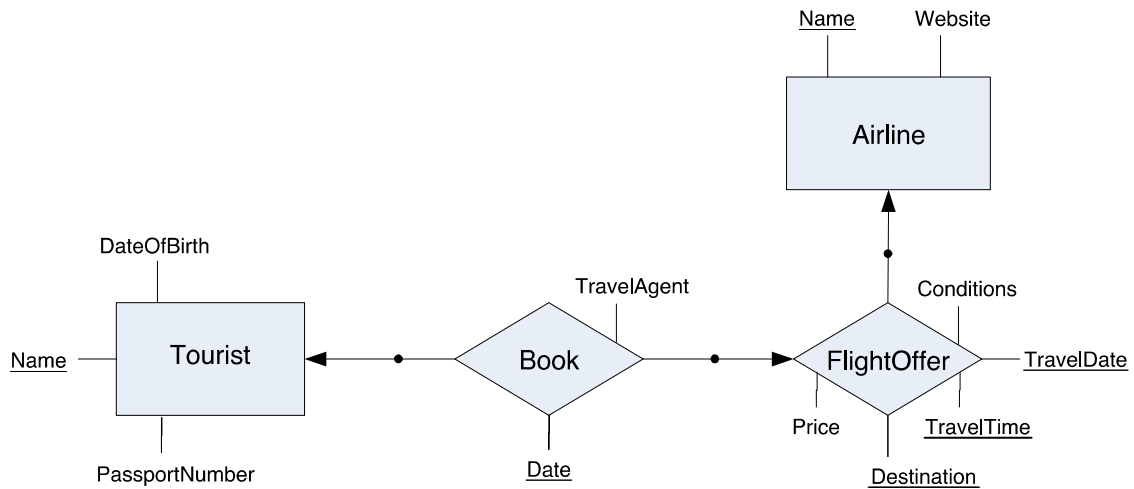 Name
Website
Airline
DateOfBirth
TravelAgent
Conditions
Name
Tourist
Book
FlightOffer
TravelDate
Price
TravelTime
PassportNumber
Date
Destination